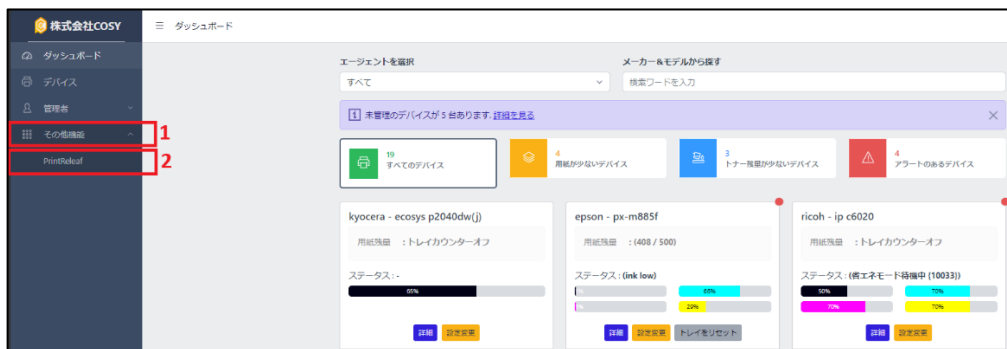 株式会社COSY
☰ ダッシュボード
ダッシュボード
デバイス
管理者
その他機能
1
PrintReleaf
2
エージェントを選択
すべて
メーカー&モデルから探す
検索ワードを入力
未管理のデバイスが 5 台あります. 詳細を見る
19
すべてのデバイス
4
用紙が少ないデバイス
3
トナー残量が少ないデバイス
4
アラートのあるデバイス
kyocera - ecosys p2040dw(j)
用紙残量 : トレイカウンターオフ
ステータス : -
65%
詳細 設定変更
epson - px-m885f
用紙残量 : (408 / 500)
ステータス : (ink low)
66%
29%
詳細 設定変更 トレイをリセット
ricoh - ip c6020
用紙残量 : トレイカウンターオフ
ステータス : (省エネモード待機中 {10033})
50% 70%
70% 70%
詳細 設定変更